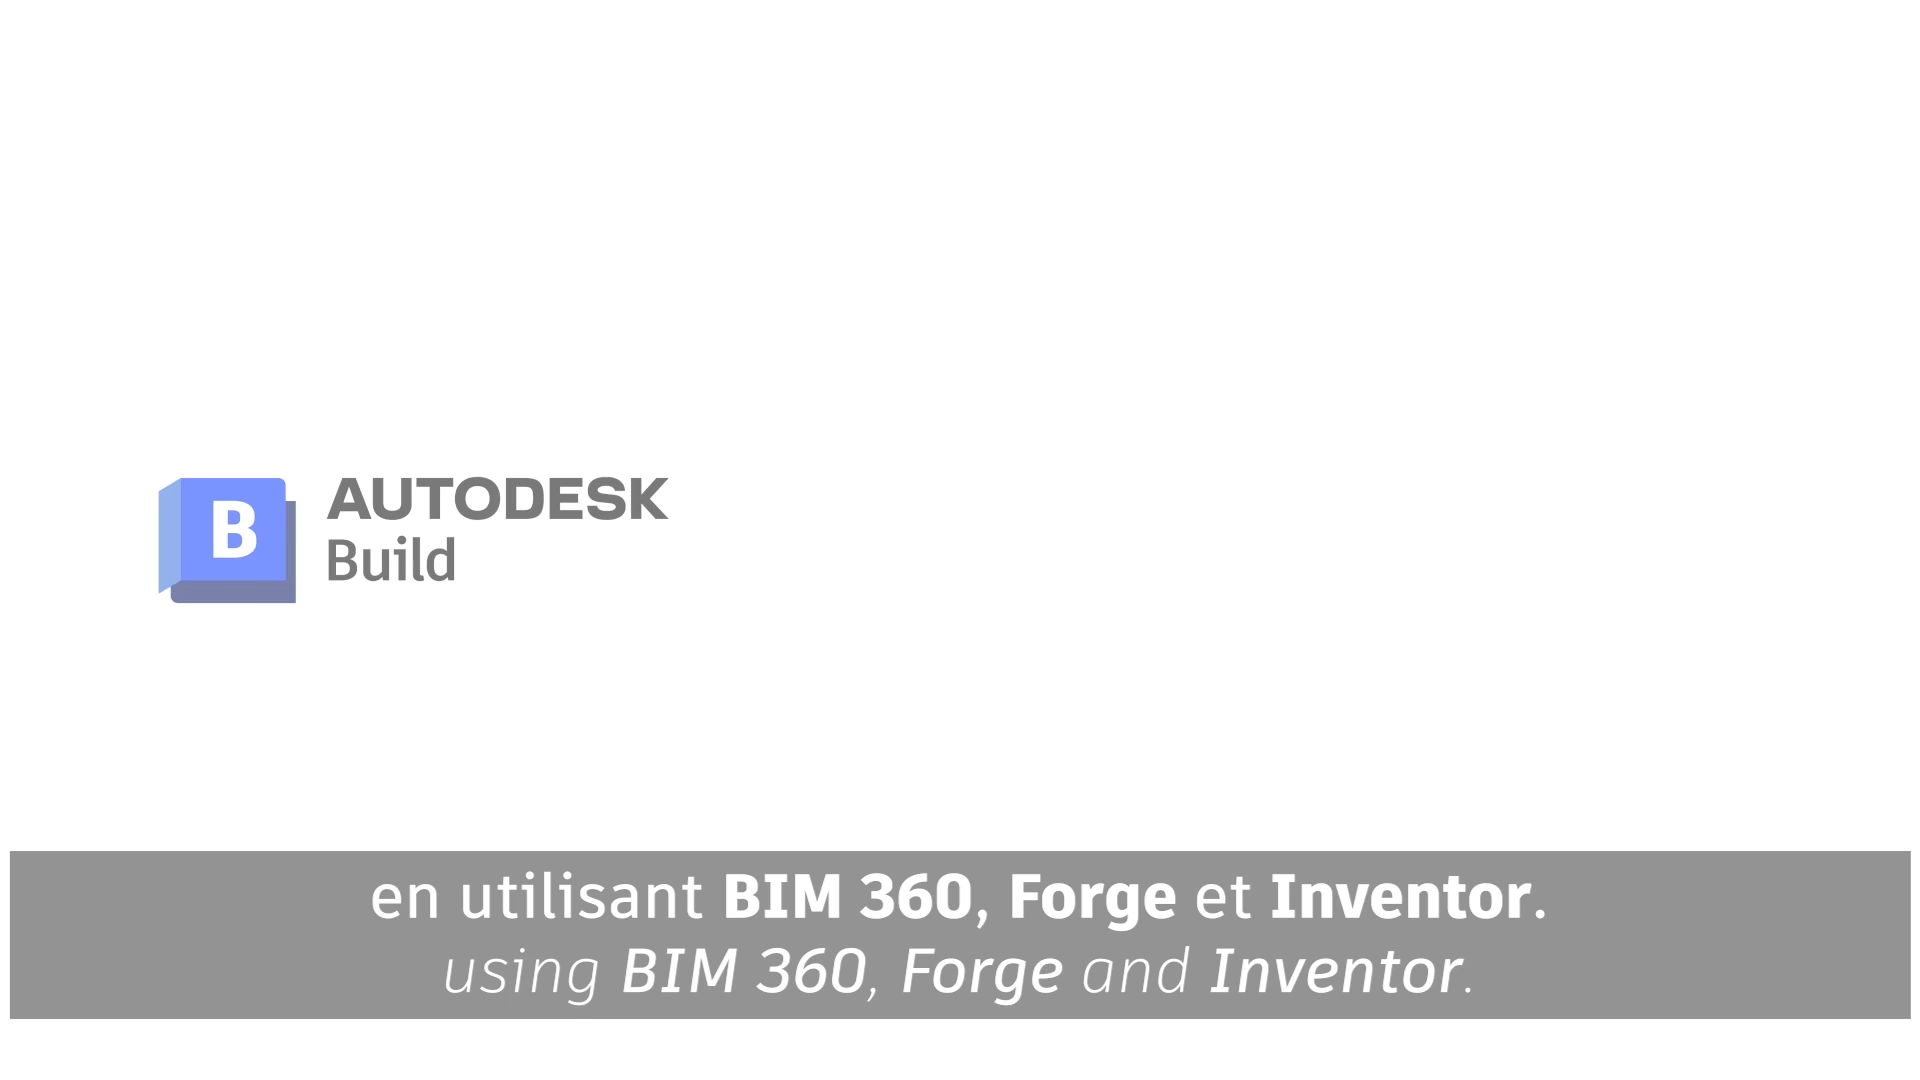 B
AUTODESK
Build
en utilisant BIM 360, Forge et Inventor.
using BIM 360, Forge and Inventor.